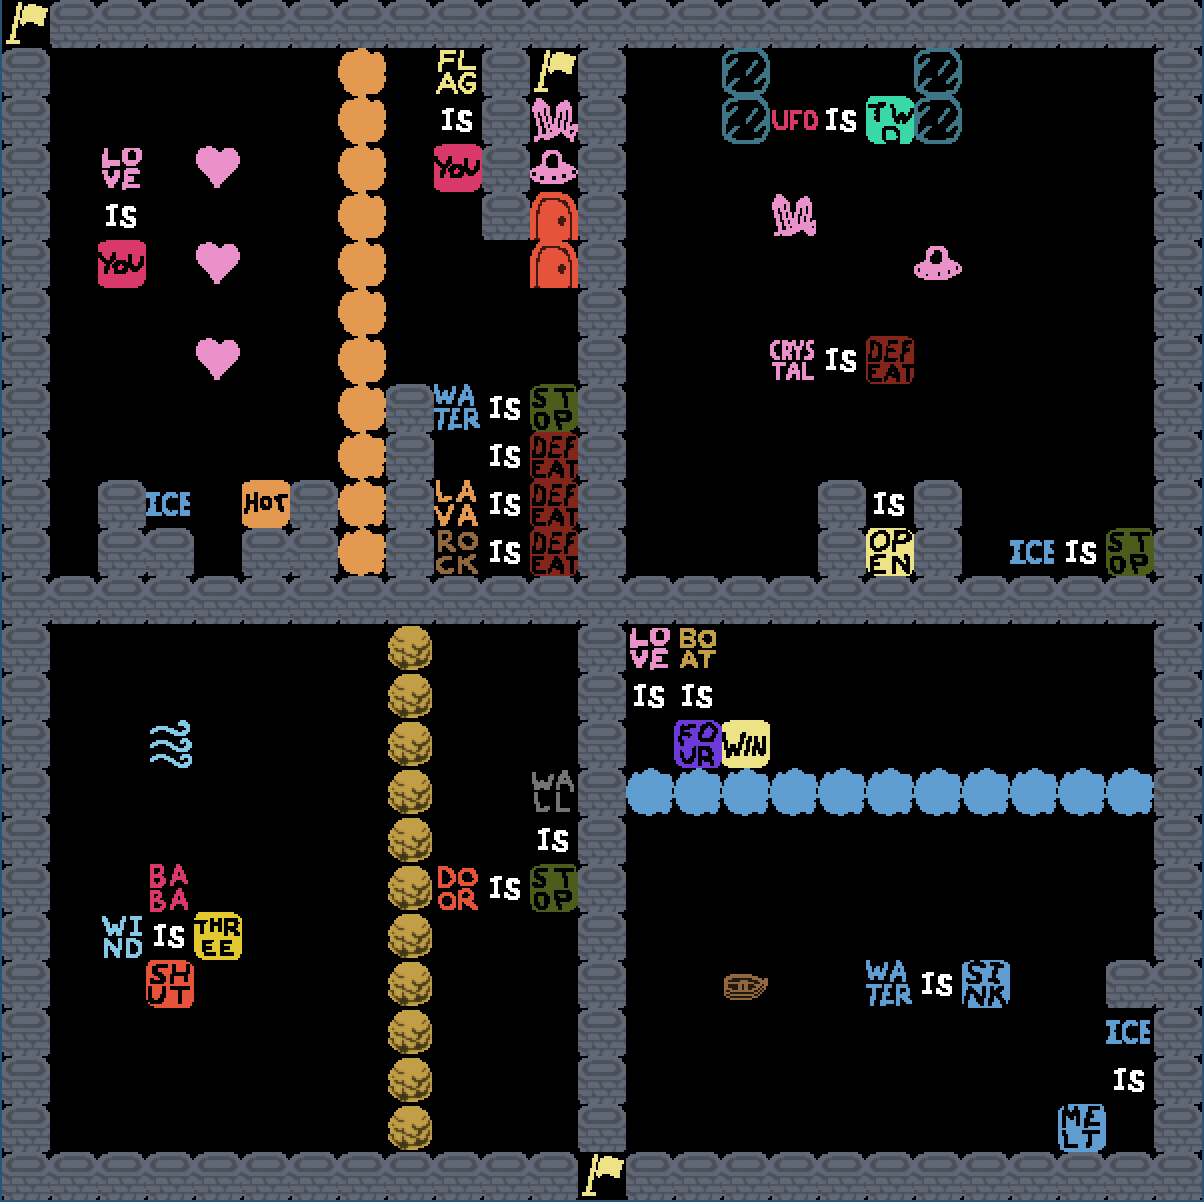 FLAG
IS
YOU
UFO IS TWO
LOVE
IS
YOU
CRYSTAL IS DEFEAT
WATER IS STOP
IS DEFEAT
ICE HOT
LAVA IS DEFEAT
IS
OPEN
ROCK IS DEFEAT
ICE IS STOP
LOVE BOAT
IS IS
FOUR WIN
WALL
IS
DOOR IS STOP
BABA
WIND IS THREE
SHUT
WATER IS SINK
ICE
IS
MELT